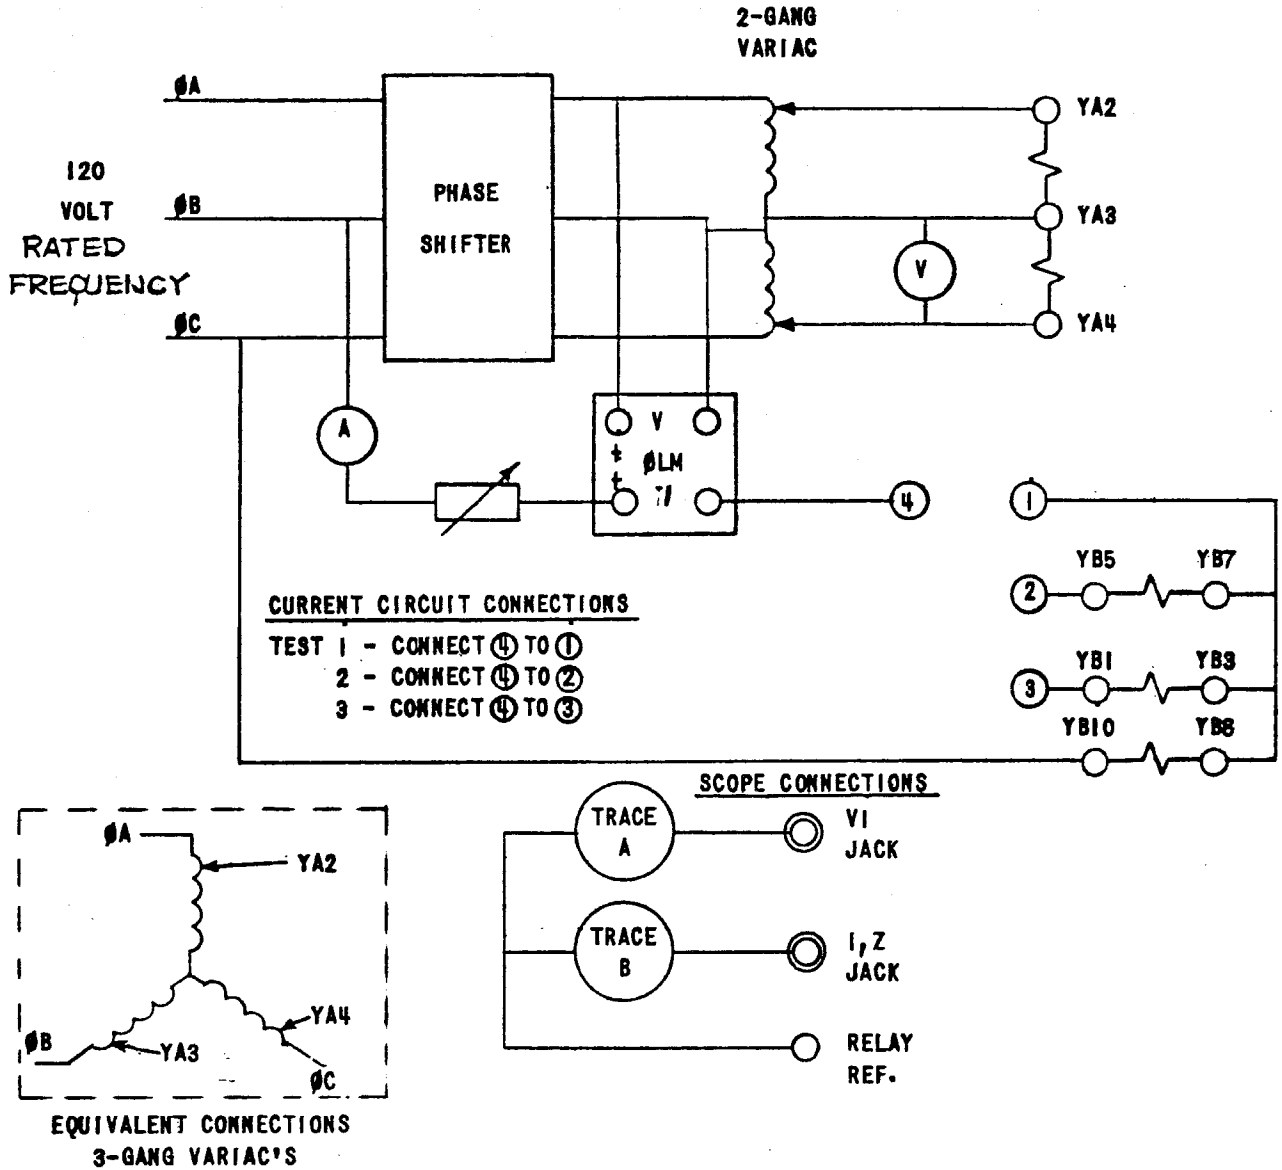 2-GANG
VARIAC
ØA
YA2
120
VOLT
RATED
FREQUENCY
ØB
PHASE
SHIFTER
YA3
V
ØC
YA4
A
V
±
ØLM
±
4
1
YB5
YB7
2
CURRENT CIRCUIT CONNECTIONS
TEST 1 - CONNECT 4 TO 1
2 - CONNECT 4 TO 2
3 - CONNECT 4 TO 3
YB1
YB3
3
YB10
YB8
SCOPE CONNECTIONS
TRACE
A
VI
JACK
TRACE
B
I,Z
JACK
RELAY
REF.
ØA
YA2
YA4
ØB
YA3
ØC
EQUIVALENT CONNECTIONS
3-GANG VARIAC'S